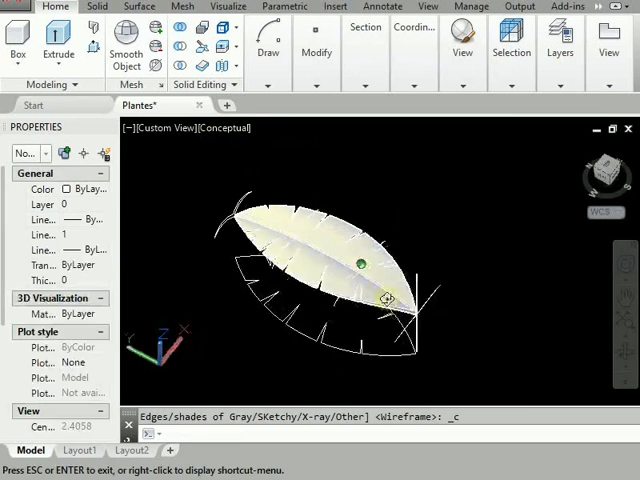 Home Solid Surface Mesh Visualize Parametric Insert Annotate View Manage Output Add-ins
Box Extrude Smooth Object Draw Modify Section Coordin... View Selection Layers View
Modeling Mesh Solid Editing
Start Plantes* +
PROPERTIES
No...
General
Color ByLay...
Layer 0
Line... By...
Line... 1
Line... ByL...
Tran... ByLayer
Thic... 0
3D Visualization
Mat... ByLayer
Plot style
Plot... ByColor
Plot... None
Plot... Model
Plot... Not avai...
View
Cen... 2.4058
[−][Custom View][Conceptual]
N
W
S
WCS
Y Z X
Edges/shades of Gray/SKetchy/X-ray/Other] <Wireframe>: _c
Model Layout1 Layout2 +
Press ESC or ENTER to exit, or right-click to display shortcut-menu.